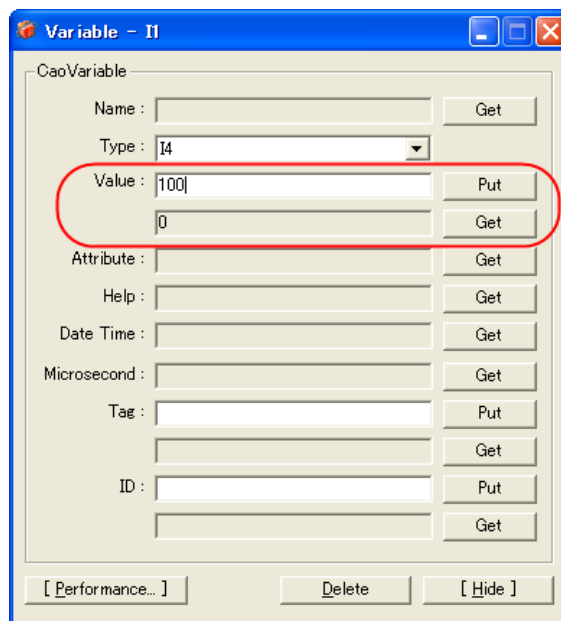 Variable - I1
CaoVariable
Name : Get
Type : I4
Value : 100 Put
0 Get
Attribute : Get
Help : Get
Date Time : Get
Microsecond : Get
Tag : Put
Get
ID : Put
Get
[ Performance... ] Delete [ Hide ]